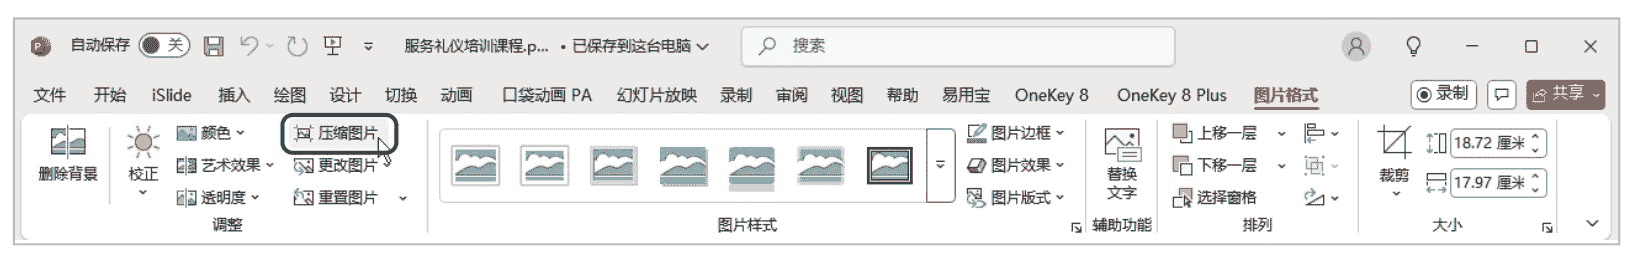 自动保存 关 服务礼仪培训课程.p... • 已保存到这台电脑 搜索
文件 开始 iSlide 插入 绘图 设计 切换 动画 口袋动画 PA 幻灯片放映 录制 审阅 视图 帮助 易用宝 OneKey 8 OneKey 8 Plus 图片格式 录制 共享
删除背景
校正
颜色
艺术效果
透明度
压缩图片
更改图片
重置图片
调整
图片样式
图片边框
图片效果
图片版式
替换
文字
辅助功能
上移一层
下移一层
选择窗格
排列
裁剪
18.72 厘米
17.97 厘米
大小